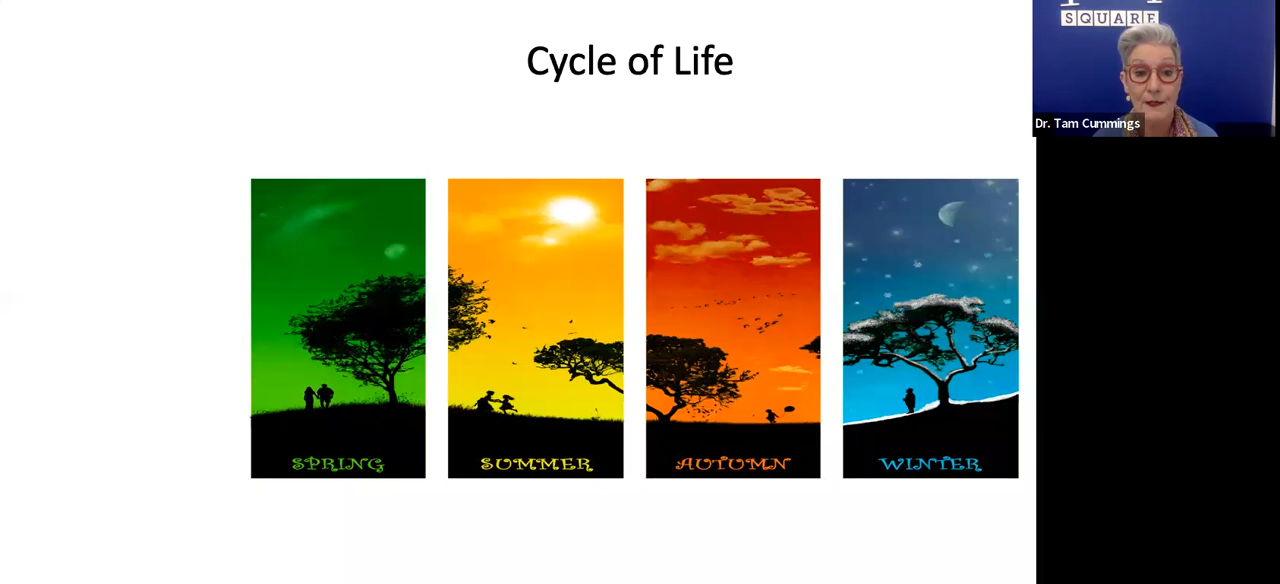 Cycle of Life
SQUARE
Dr. Tam Cummings
SPRING
SUMMER
AUTUMN
WINTER